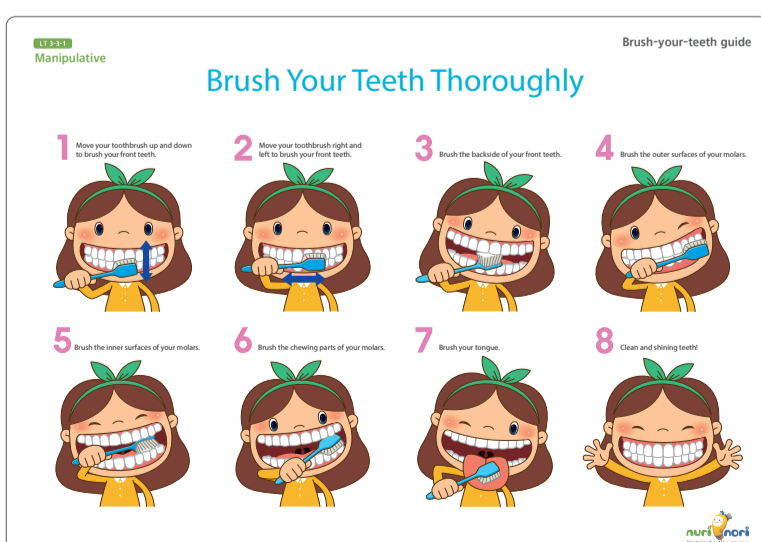 LT 3-3-1
Manipulative
Brush-your-teeth guide
Brush Your Teeth Thoroughly
1 Move your toothbrush up and down
to brush your front teeth.
2 Move your toothbrush right and
left to brush your front teeth.
3 Brush the backside of your front teeth.
4 Brush the outer surfaces of your molars.
5 Brush the inner surfaces of your molars.
6 Brush the chewing parts of your molars.
7 Brush your tongue.
8 Clean and shining teeth!
nuri nori